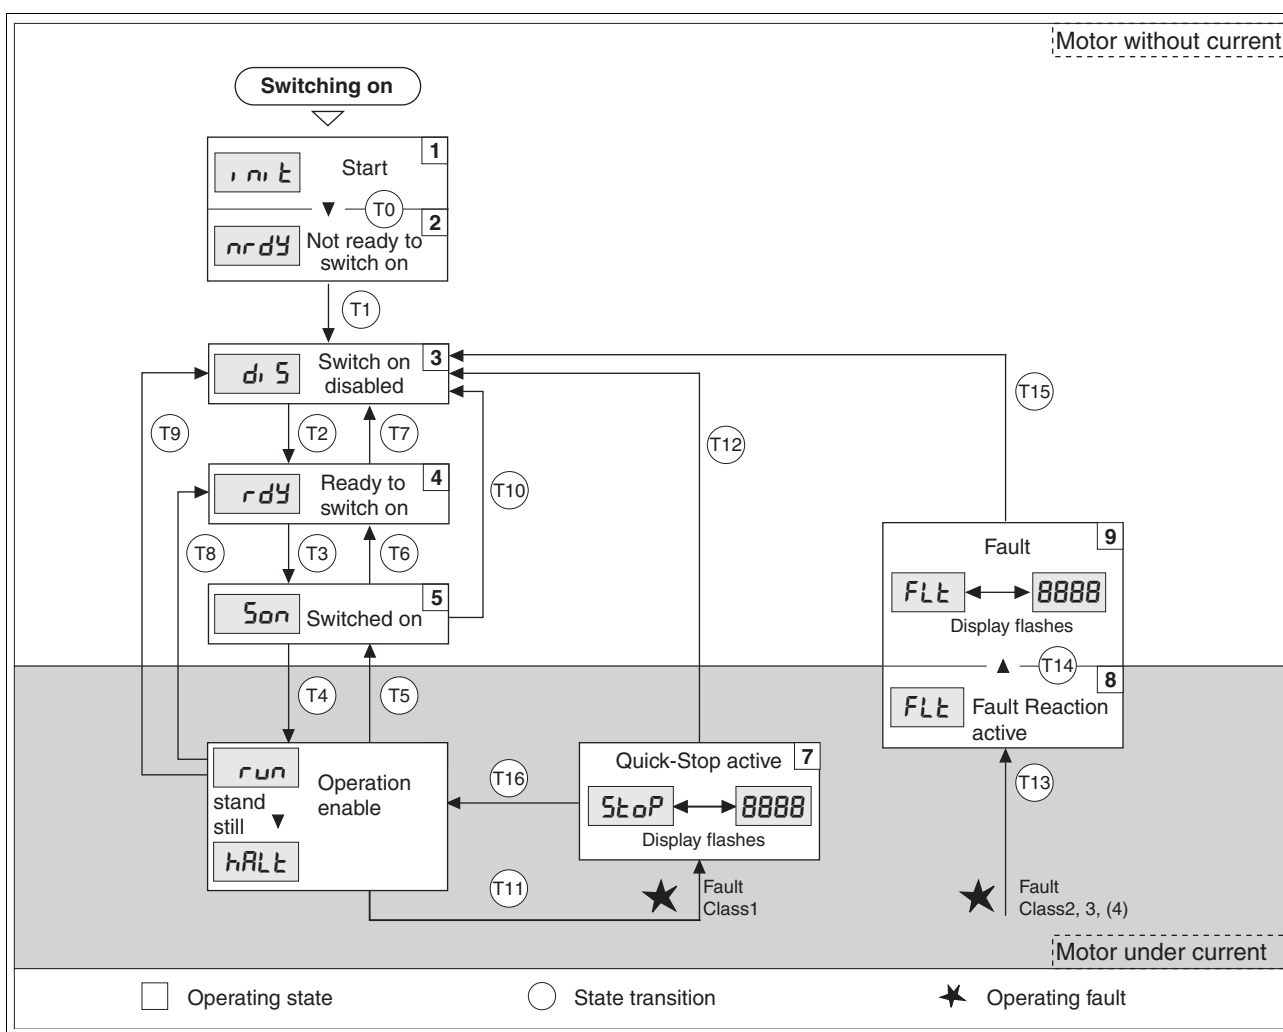 Motor without current
Switching on
1
init
Start
T0
2
nrdy
Not ready to
switch on
T1
3
diS
Switch on
disabled
T9
T2
T7
T12
T15
4
rdy
Ready to
switch on
T10
T8
T3
T6
5
Son
Switched on
9
Fault
FLt
8888
Display flashes
T14
8
FLt
Fault Reaction
active
T4
T5
run
stand
still
hALt
Operation
enable
T16
7
Quick-Stop active
StoP
8888
Display flashes
T13
T11
Fault
Class1
Fault
Class2, 3, (4)
Motor under current
Operating state
State transition
Operating fault